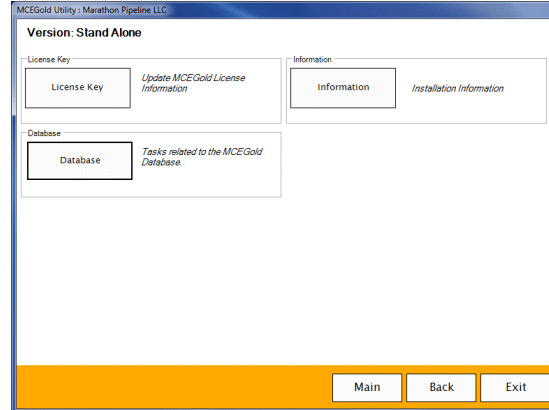 MCEGold Utility : Marathon Pipeline LLC
Version: Stand Alone
License Key
License Key
Update MCEGold License
Information
Information
Information
Installation Information
Database
Database
Tasks related to the MCEGold
Database.
Main
Back
Exit